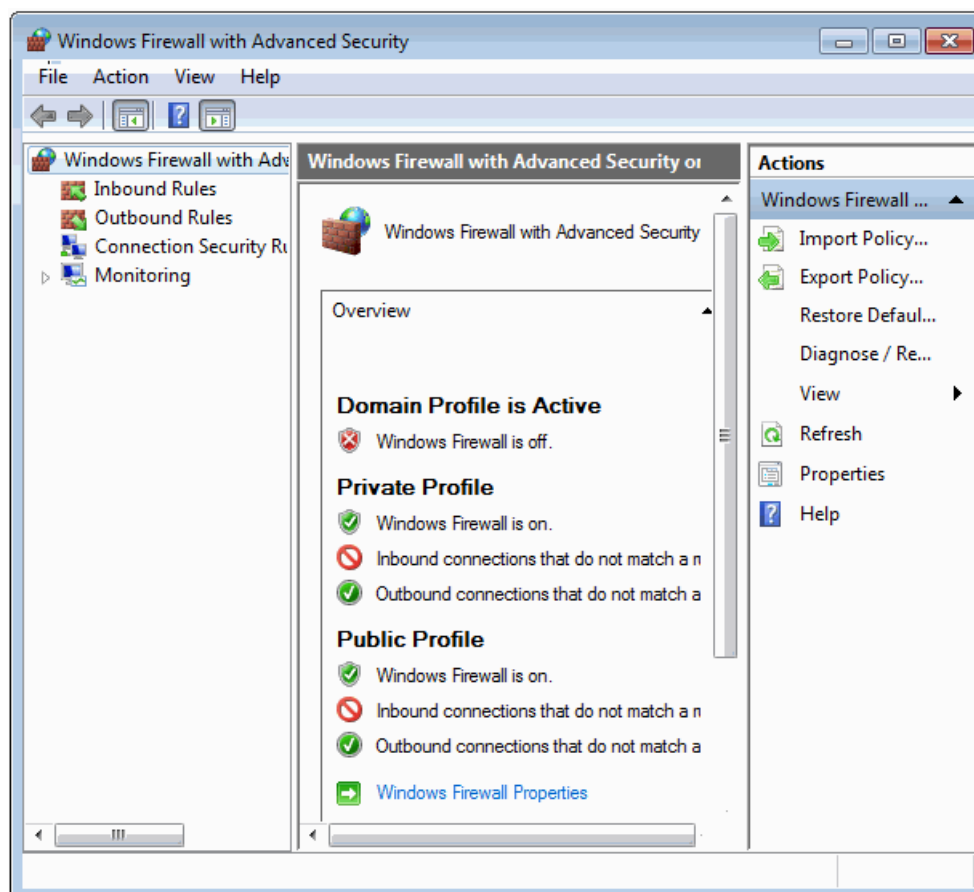 Windows Firewall with Advanced Security
File Action View Help
Windows Firewall with Adv
Inbound Rules
Outbound Rules
Connection Security Ru
Monitoring
Windows Firewall with Advanced Security or
Windows Firewall with Advanced Security
Overview
Domain Profile is Active
Windows Firewall is off.
Private Profile
Windows Firewall is on.
Inbound connections that do not match a
Outbound connections that do not match a
Public Profile
Windows Firewall is on.
Inbound connections that do not match a
Outbound connections that do not match a
Windows Firewall Properties
Actions
Windows Firewall ...
Import Policy...
Export Policy...
Restore Defaul...
Diagnose / Re...
View
Refresh
Properties
Help